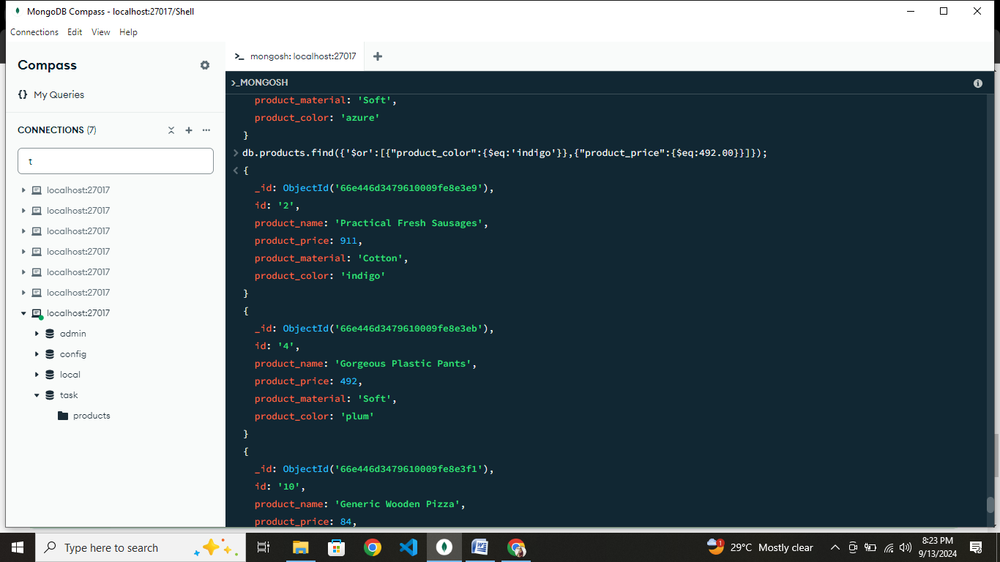 MongoDB Compass - localhost:27017/Shell
Connections Edit View Help
Compass
{} My Queries
CONNECTIONS (7)
t
localhost:27017
localhost:27017
localhost:27017
localhost:27017
localhost:27017
localhost:27017
localhost:27017
admin
config
local
task
products
>_ mongosh: localhost:27017
>_MONGOSH
product_material: 'Soft',
product_color: 'azure'
}
> db.products.find({'$or':[{"product_color":{$eq:'indigo'}},{"product_price":{$eq:492.00}}]});
< {
_id: ObjectId('66e446d3479610009fe8e3e9'),
id: '2',
product_name: 'Practical Fresh Sausages',
product_price: 911,
product_material: 'Cotton',
product_color: 'indigo'
}
{
_id: ObjectId('66e446d3479610009fe8e3eb'),
id: '4',
product_name: 'Gorgeous Plastic Pants',
product_price: 492,
product_material: 'Soft',
product_color: 'plum'
}
{
_id: ObjectId('66e446d3479610009fe8e3f1'),
id: '10',
product_name: 'Generic Wooden Pizza',
product_price: 84,
Type here to search
1
29°C Mostly clear
8:23 PM
9/13/2024